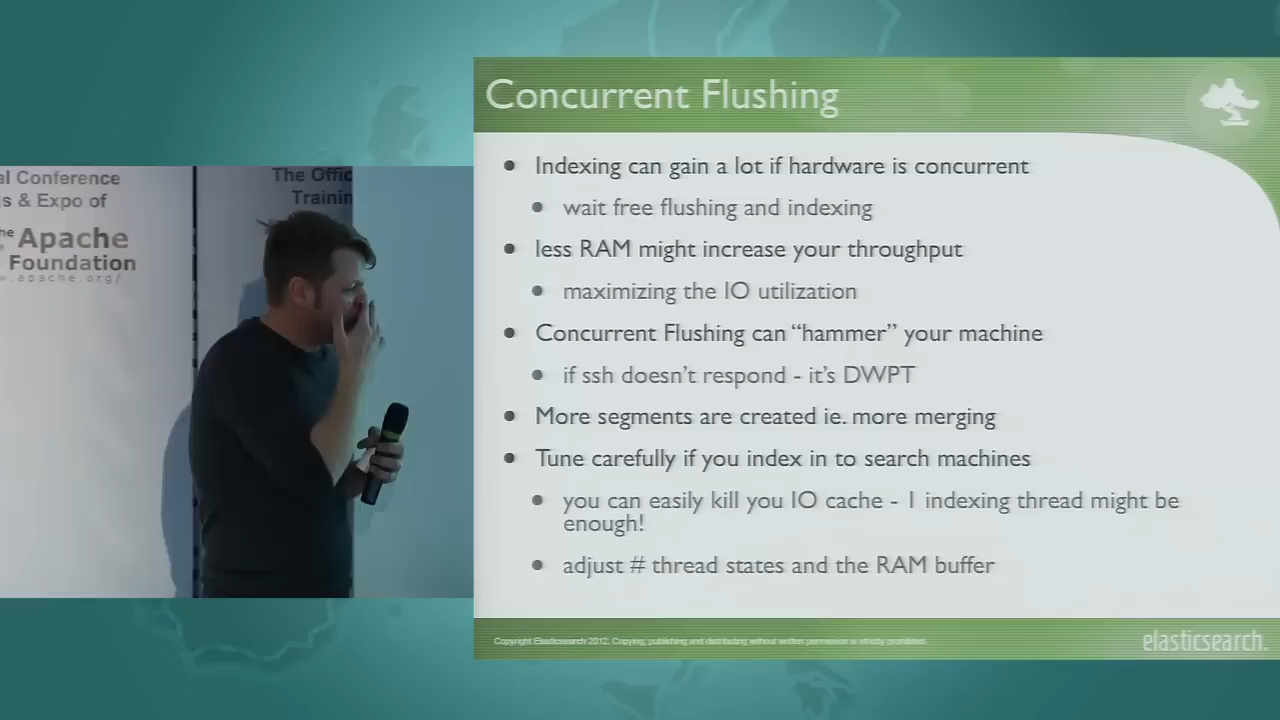 al Conference
s & Expo of
he Apache
Foundation
w.apache.org/
The Offic
Trainin
Concurrent Flushing
• Indexing can gain a lot if hardware is concurrent
• wait free flushing and indexing
• less RAM might increase your throughput
• maximizing the IO utilization
• Concurrent Flushing can “hammer” your machine
• if ssh doesn’t respond - it’s DWPT
• More segments are created ie. more merging
• Tune carefully if you index in to search machines
• you can easily kill you IO cache - 1 indexing thread might be
enough!
• adjust # thread states and the RAM buffer
Copyright Elasticsearch 2012. Copying, publishing and distributing without written permission is strictly prohibited.
elasticsearch.